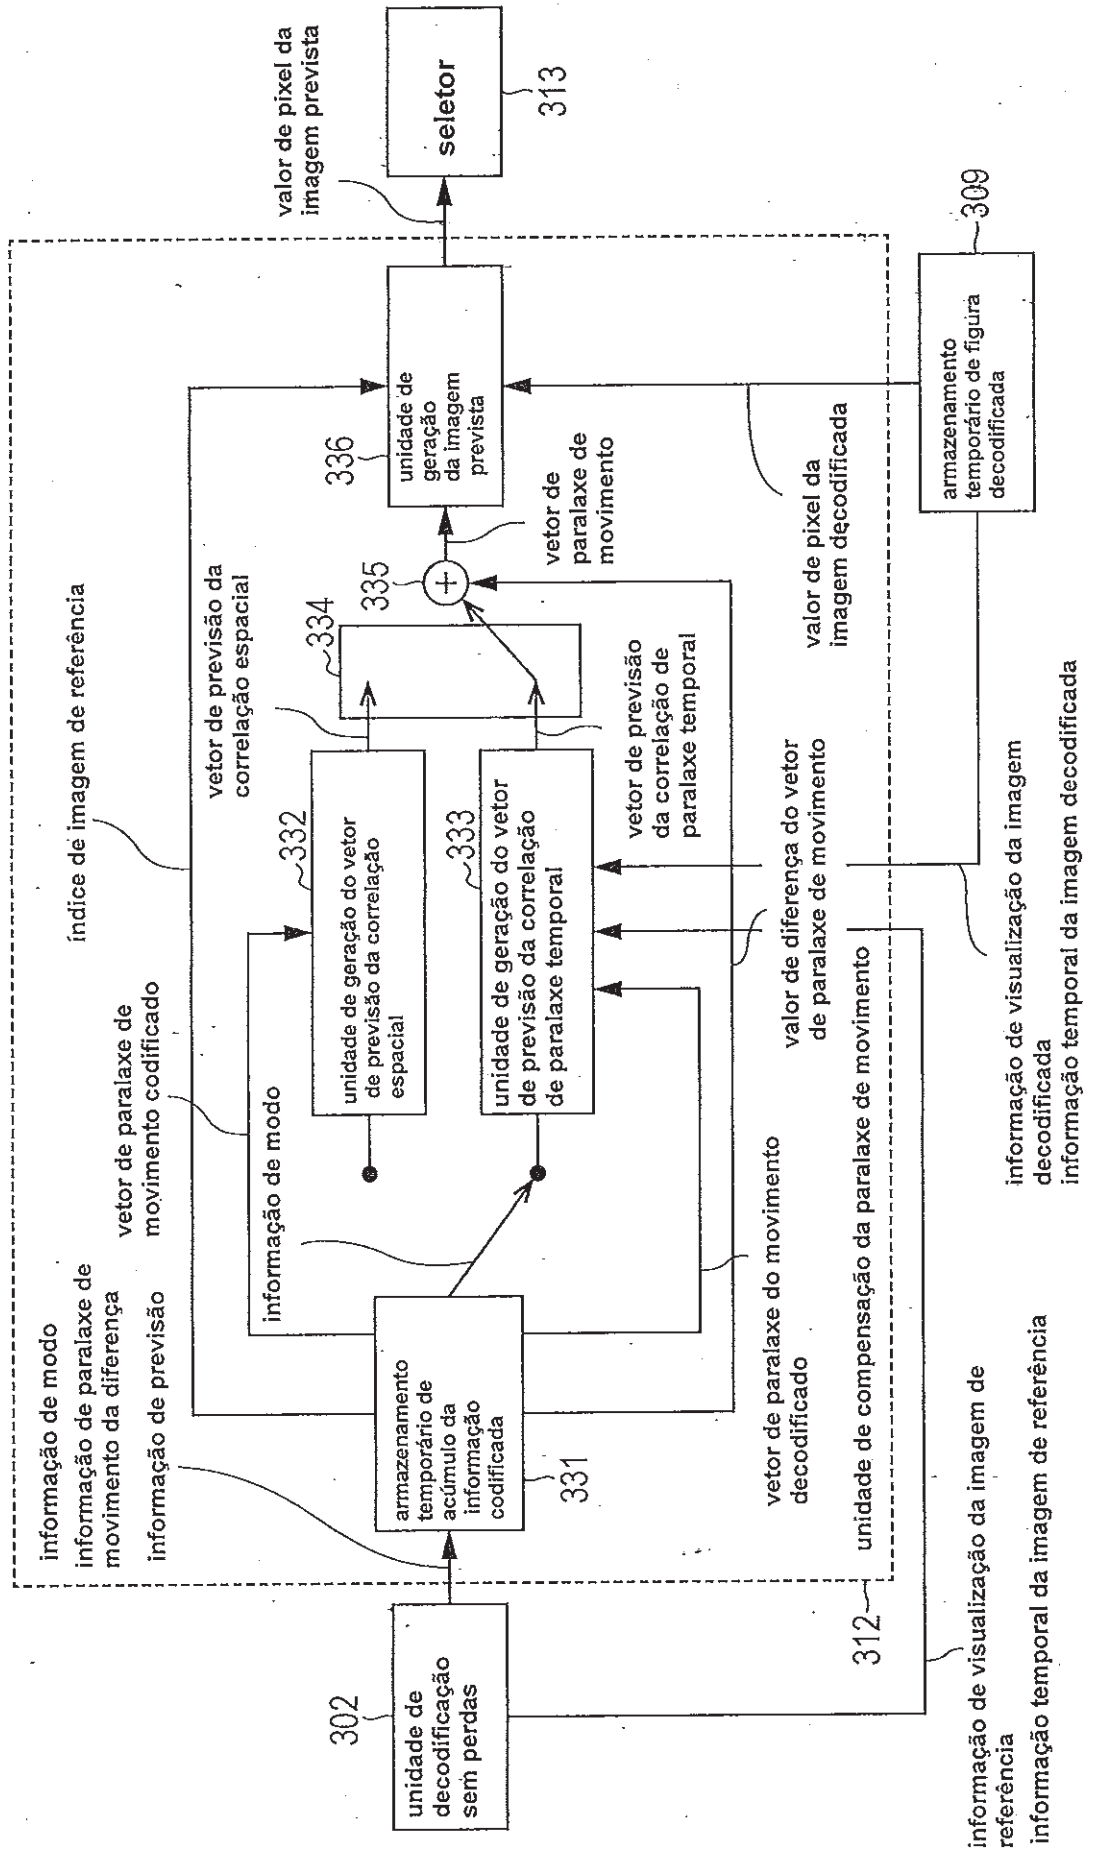 informação de modo
informação de paralaxe de
movimento da diferença
informação de previsão
vetor de paralaxe de
movimento codificado
índice de imagem de referência
vetor de previsão da
correlação espacial
valor de pixel da
imagem prevista
informação de modo
302
unidade de
decodificação
sem perdas
armazenamento
temporário de
acúmulo da
informação
codificada
331
332
unidade de geração do vetor
de previsão da correlação
espacial
333
unidade de geração do vetor
de previsão da correlação
de paralaxe temporal
334
335
+
336
unidade de
geração
da imagem
prevista
seletor
313
vetor de
paralaxe de
movimento
vetor de previsão
da correlação de
paralaxe temporal
vetor de paralaxe do movimento
decodificado
valor de diferença do vetor
de paralaxe de movimento
valor de pixel da
imagem decodificada
312
unidade de compensação da paralaxe de movimento
309
armazenamento
temporário de figura
decodificada
informação de visualização da imagem de
referência
informação temporal da imagem de referência
informação de visualização da imagem
decodificada
informação temporal da imagem decodificada